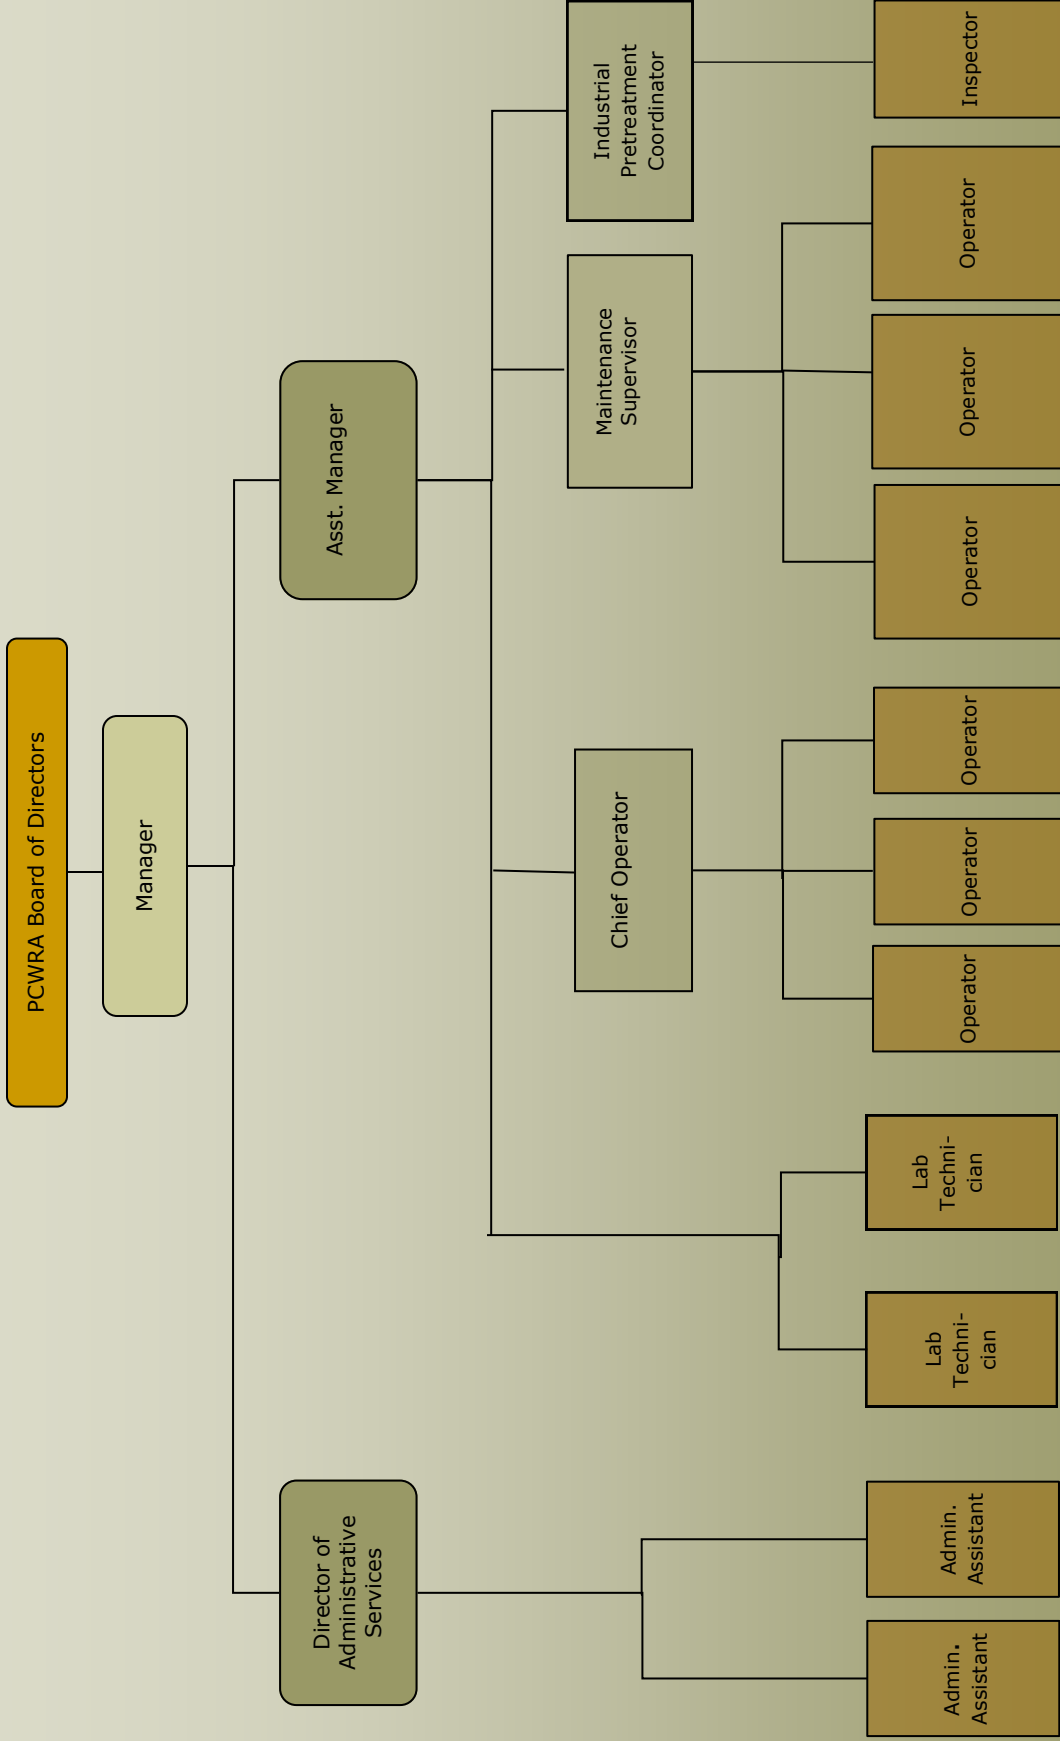 PCWRA Board of Directors
Manager
Director of
Administrative
Services
Asst. Manager
Chief Operator
Maintenance
Supervisor
Industrial
Pretreatment
Coordinator
Admin.
Assistant
Admin.
Assistant
Lab
Techni-
cian
Lab
Techni-
cian
Operator
Operator
Operator
Operator
Operator
Operator
Inspector